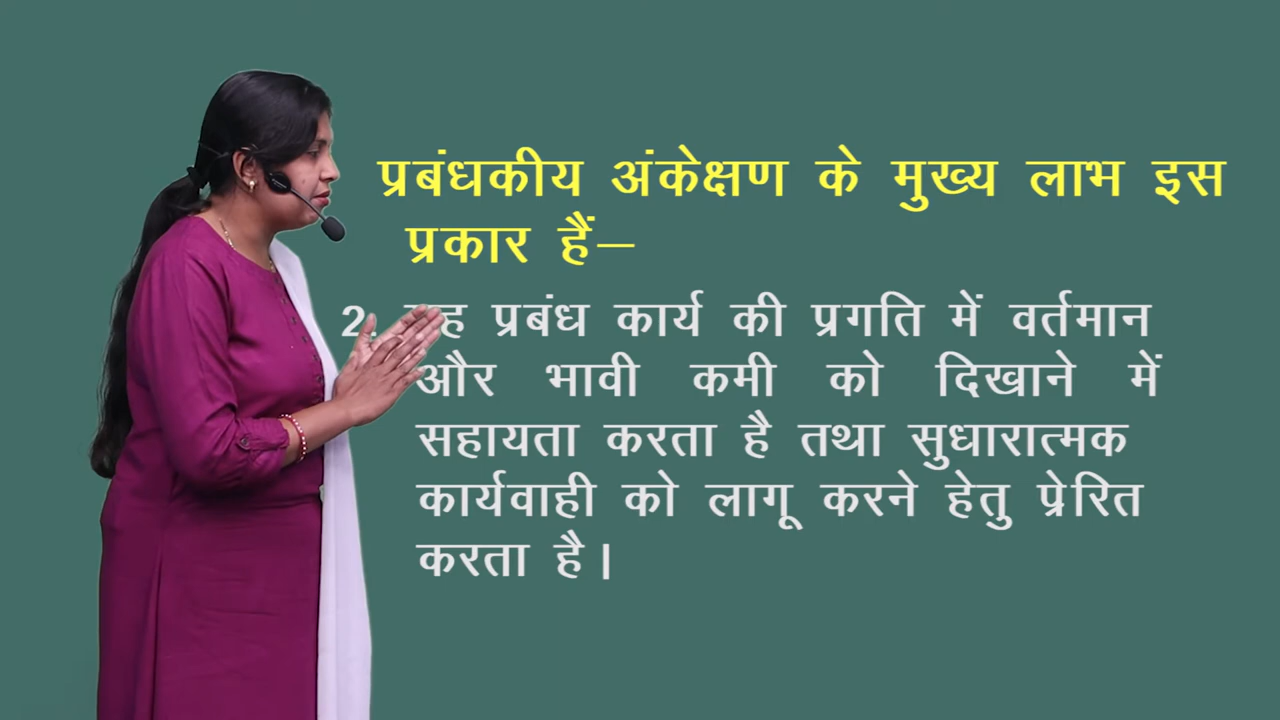 प्रबंधकीय अंकेक्षण के मुख्य लाभ इस
प्रकार हैं–
2. प्रबंध कार्य की प्रगति में वर्तमान
और भावी कमी को दिखाने में
सहायता करता है तथा सुधारात्मक
कार्यवाही को लागू करने हेतु प्रेरित
करता है।